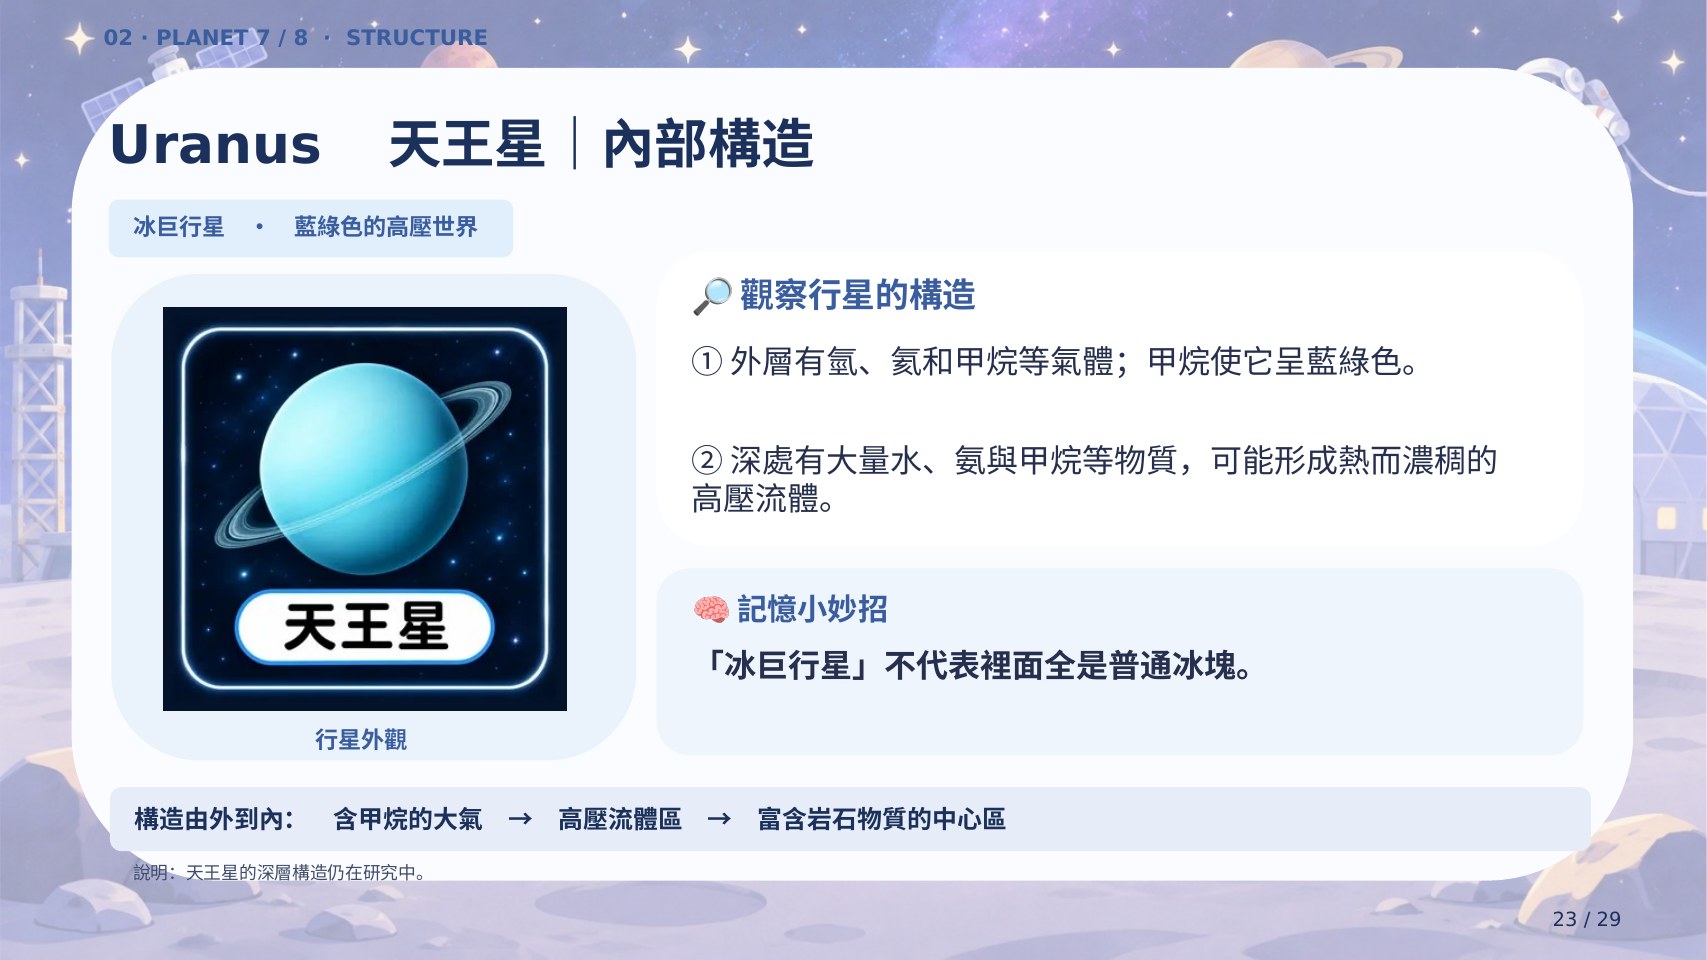 02 · PLANET 7 / 8 · STRUCTURE
Uranus 天王星｜內部構造
冰巨行星 • 藍綠色的高壓世界
天王星
行星外觀
🔎 觀察行星的構造
① 外層有氫、氦和甲烷等氣體；甲烷使它呈藍綠色。
② 深處有大量水、氨與甲烷等物質，可能形成熱而濃稠的
高壓流體。
🧠 記憶小妙招
「冰巨行星」不代表裡面全是普通冰塊。
構造由外到內： 含甲烷的大氣 → 高壓流體區 → 富含岩石物質的中心區
說明：天王星的深層構造仍在研究中。
23 / 29